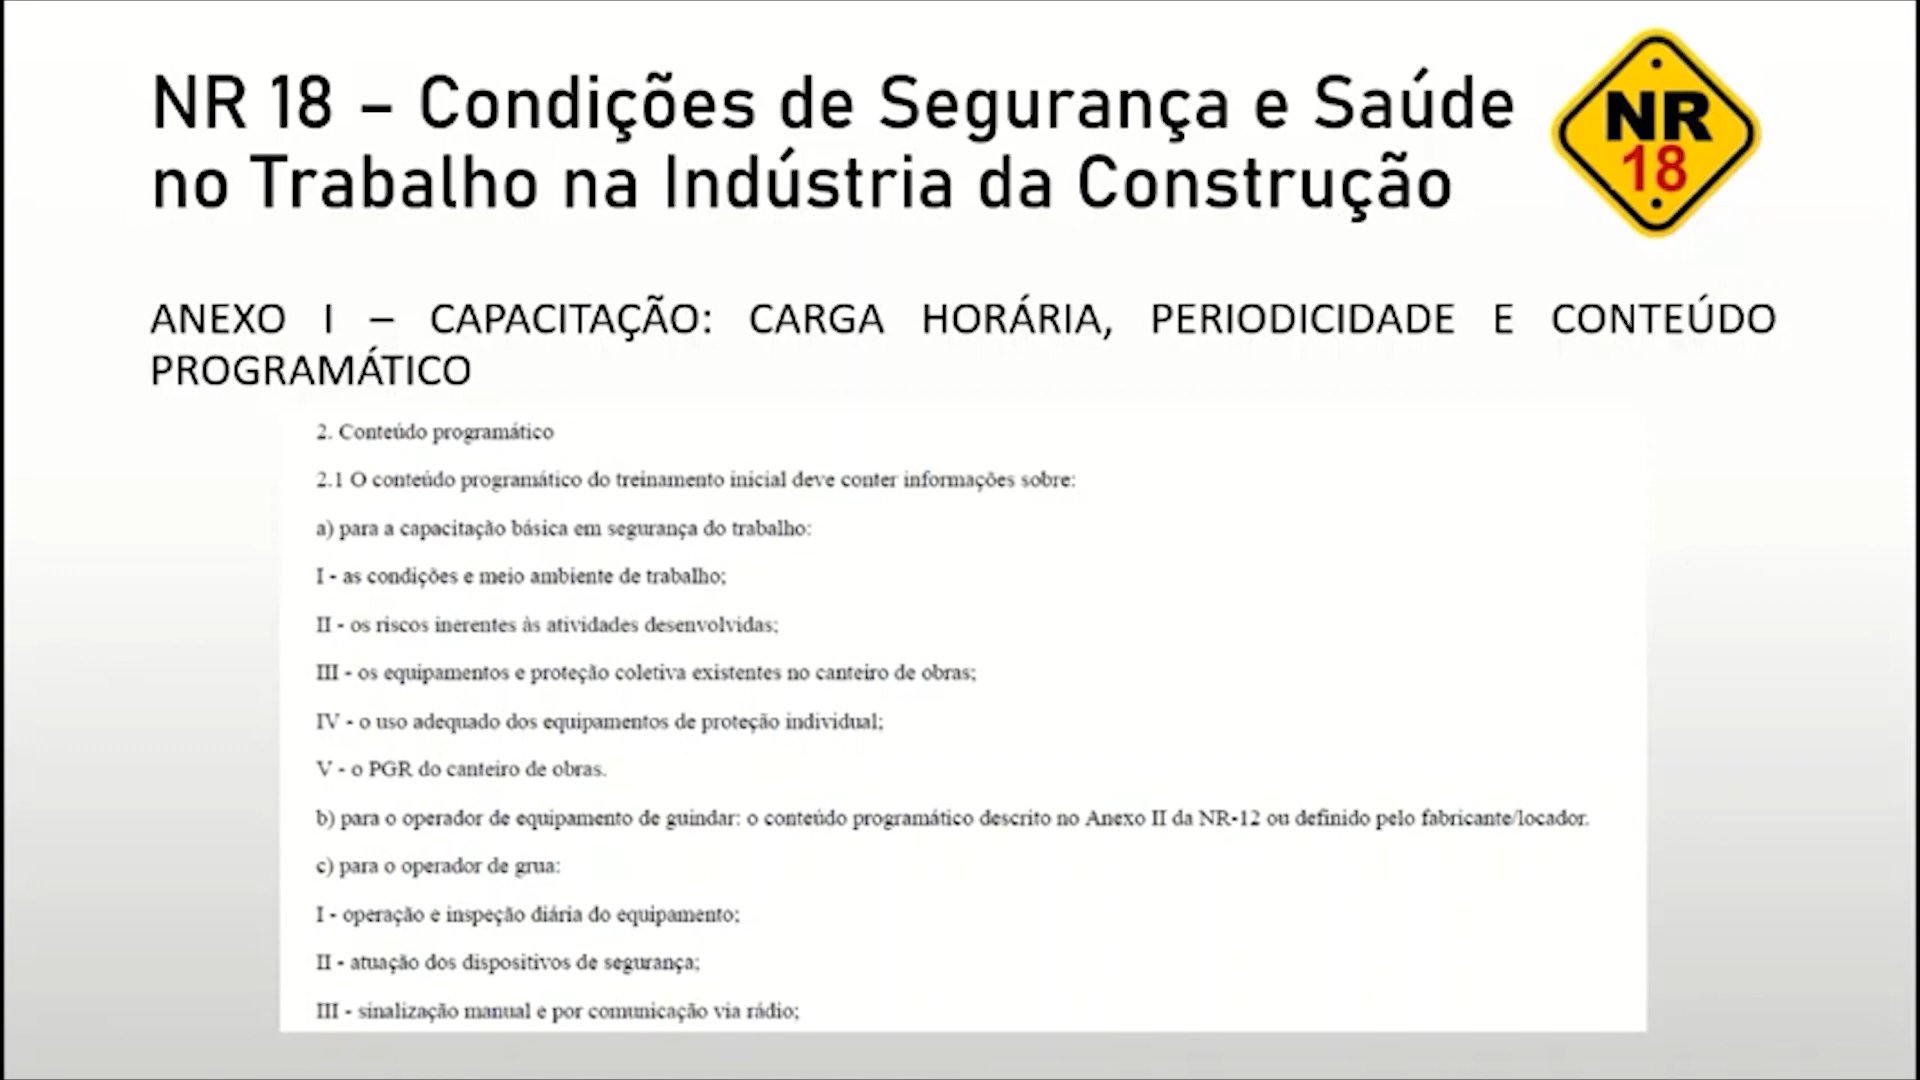 NR 18 – Condições de Segurança e Saúde
no Trabalho na Indústria da Construção
NR
18
ANEXO I – CAPACITAÇÃO: CARGA HORÁRIA, PERIODICIDADE E CONTEÚDO
PROGRAMÁTICO
2. Conteúdo programático
2.1 O conteúdo programático do treinamento inicial deve conter informações sobre:
a) para a capacitação básica em segurança do trabalho:
I - as condições e meio ambiente de trabalho;
II - os riscos inerentes às atividades desenvolvidas;
III - os equipamentos e proteção coletiva existentes no canteiro de obras;
IV - o uso adequado dos equipamentos de proteção individual;
V - o PGR do canteiro de obras.
b) para o operador de equipamento de guindar: o conteúdo programático descrito no Anexo II da NR-12 ou definido pelo fabricante/locador.
c) para o operador de grua:
I - operação e inspeção diária do equipamento;
II - atuação dos dispositivos de segurança;
III - sinalização manual e por comunicação via rádio;